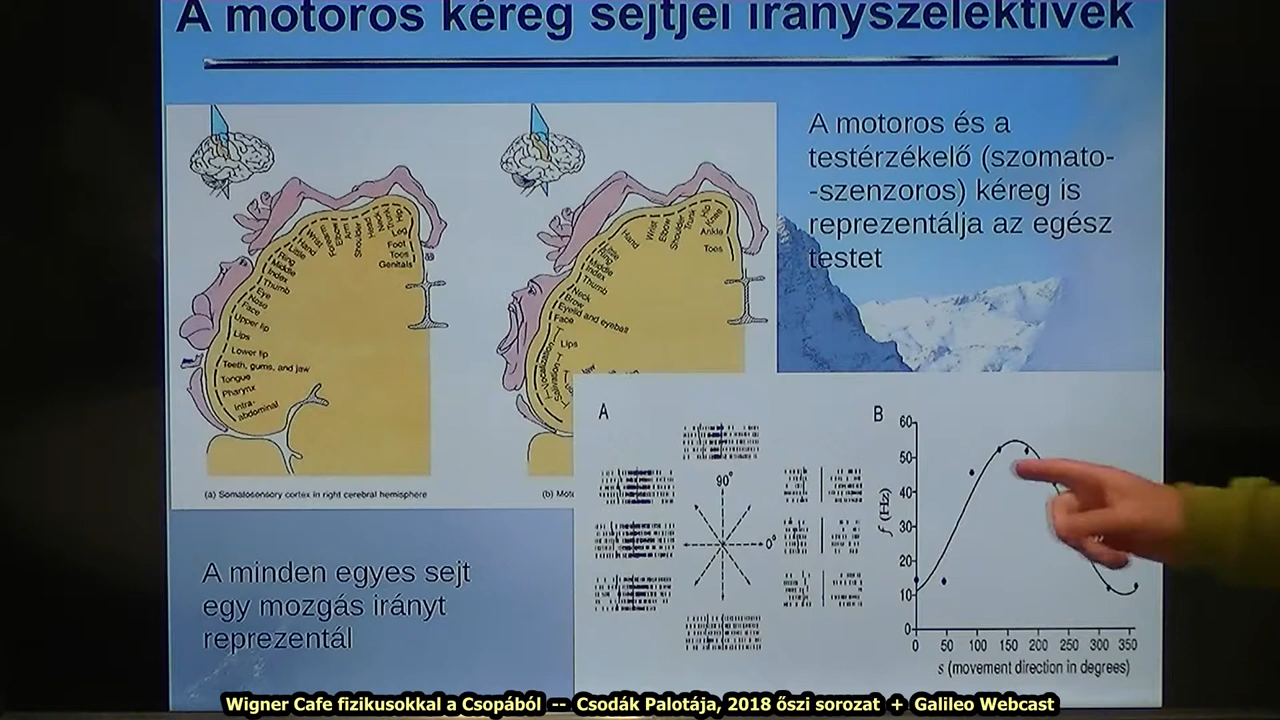 A motoros kéreg sejtjei irányszelektívek
A motoros és a
testérzékelő (szomato-
-szenzoros) kéreg is
reprezentálja az egész
testet
Little
Ring
Middle
Index
Thumb
Eye
Nose
Face
Upper lip
Lips
Lower lip
Teeth, gums, and jaw
Tongue
Pharynx
Intra-
abdominal
Hand
Wrist
Forearm
Elbow
Arm
Shoulder
Head
Neck
Trunk
Hip
Leg
Foot
Toes
Genitals
(a) Somatosensory cortex in right cerebral hemisphere
Little
Ring
Middle
Index
Thumb
Neck
Brow
Eyelid and eyeball
Face
Lips
Vocalization
Salivation
Hand
Wrist
Elbow
Shoulder
Trunk
Hip
Knee
Ankle
Toes
(b)
A
90°
0°
B
60
50
40
30
20
10
0
f (Hz)
0 50 100 150 200 250 300 350
s (movement direction in degrees)
A minden egyes sejt
egy mozgás irányt
reprezentál
Wigner Cafe fizikusokkal a Csopából -- Csodák Palotája, 2018 őszi sorozat + Galileo Webcast